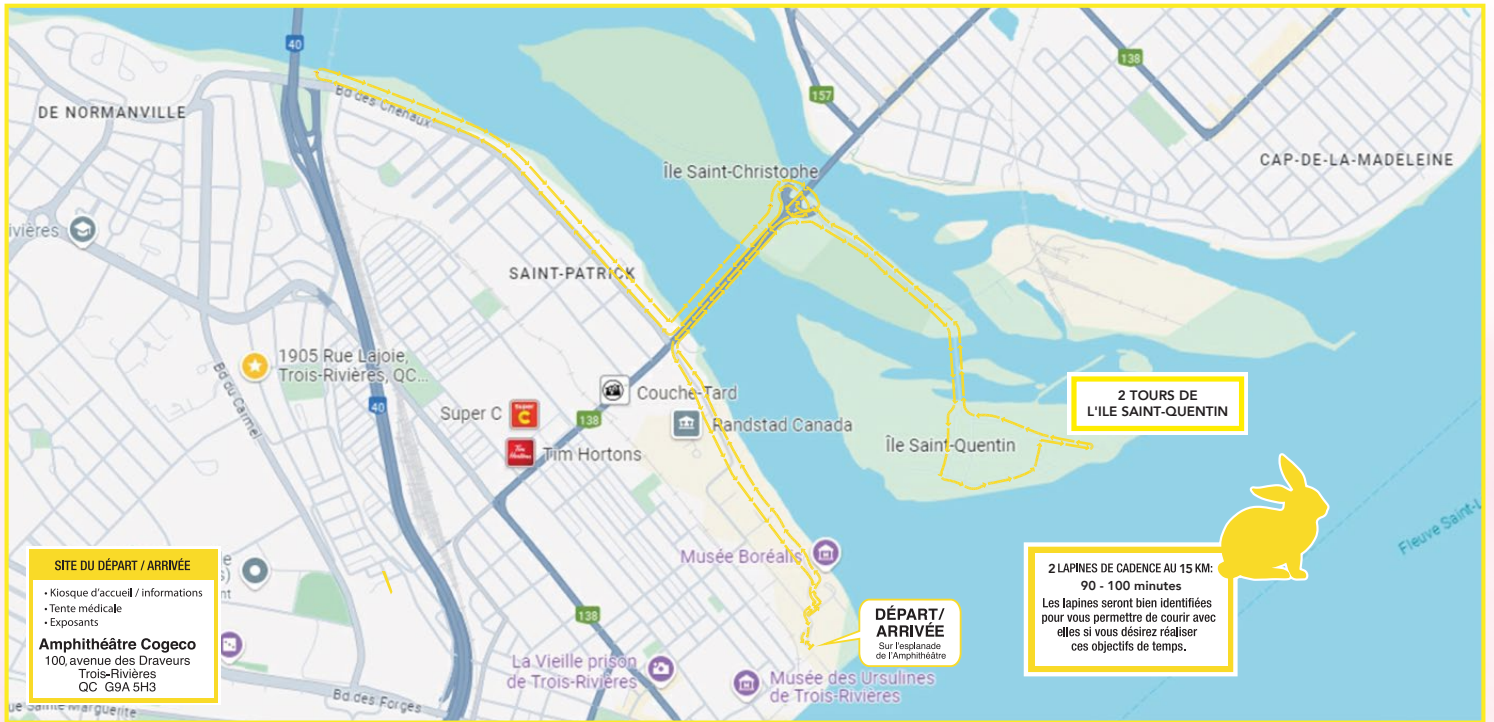 40
DE NORMANVILLE
Bd des Chenaux
138
157
CAP-DE-LA-MADELEINE
Île Saint-Christophe
ivières
SAINT-PATRICK
1905 Rue Lajoie,
Trois-Rivières, QC...
Bd du Carmel
40
Super C
Super
C
Tim Hortons
Tim Hortons
138
Couche-Tard
Randstad Canada
Île Saint-Quentin
2 TOURS DE
L'ILE SAINT-QUENTIN
Fleuve Saint-L
Musée Boréalis
138
La Vieille prison
de Trois-Rivières
Musée des Ursulines
de Trois-Rivières
Bd des Forges
ue Sainte Marguerite
DÉPART/
ARRIVÉE
Sur l'esplanade
de l'Amphithéâtre
2 LAPINES DE CADENCE AU 15 KM:
90 - 100 minutes
Les lapines seront bien identifiées
pour vous permettre de courir avec
elles si vous désirez réaliser
ces objectifs de temps.
SITE DU DÉPART / ARRIVÉE
• Kiosque d'accueil / informations
• Tente médicale
• Exposants
Amphithéâtre Cogeco
100, avenue des Draveurs
Trois-Rivières
QC G9A 5H3